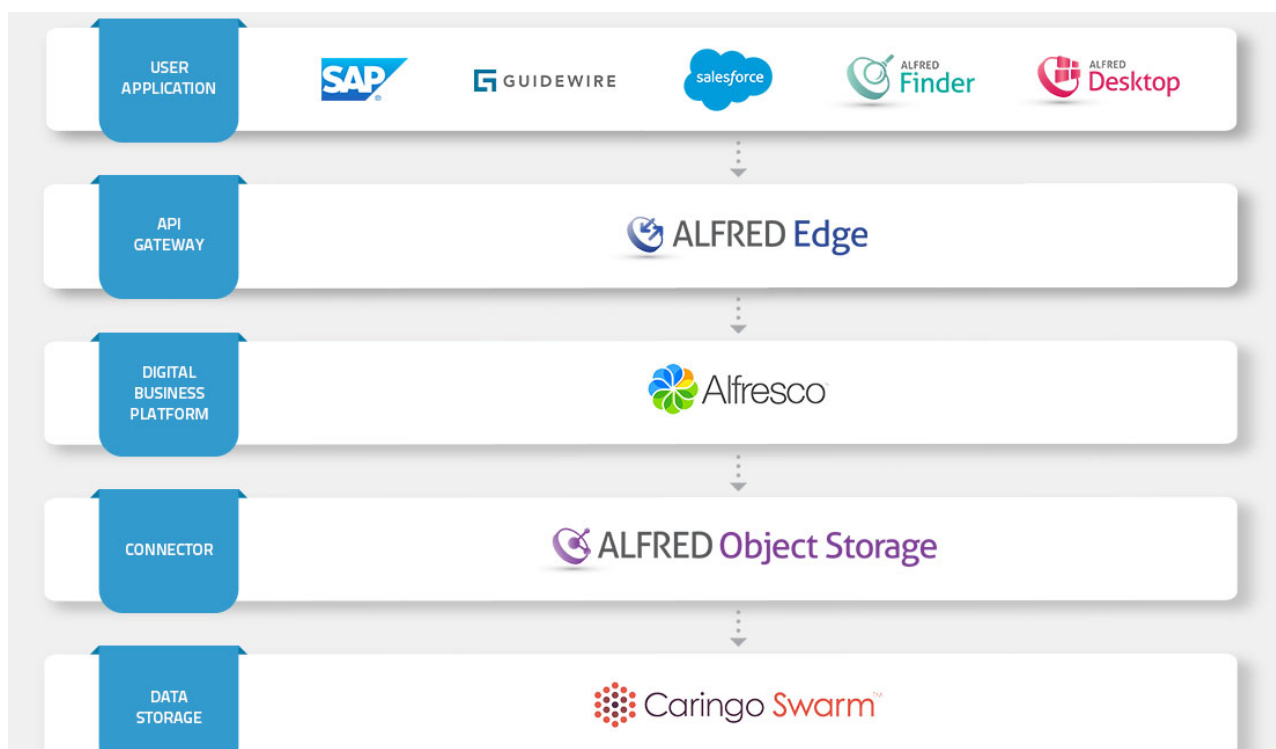 USER
APPLICATION
SAP
GUIDEWIRE
salesforce
ALFRED
Finder
ALFRED
Desktop
API
GATEWAY
ALFRED Edge
DIGITAL
BUSINESS
PLATFORM
Alfresco
CONNECTOR
ALFRED Object Storage
DATA
STORAGE
Caringo Swarm™